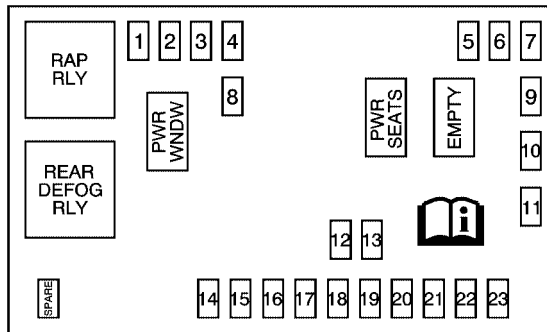 1 2 3 4 5 6 7
RAP
RLY
8 9
PWR
WNDW
PWR
SEATS
EMPTY
10
REAR
DEFOG
RLY
11
i
12 13
SPARE
14 15 16 17 18 19 20 21 22 23